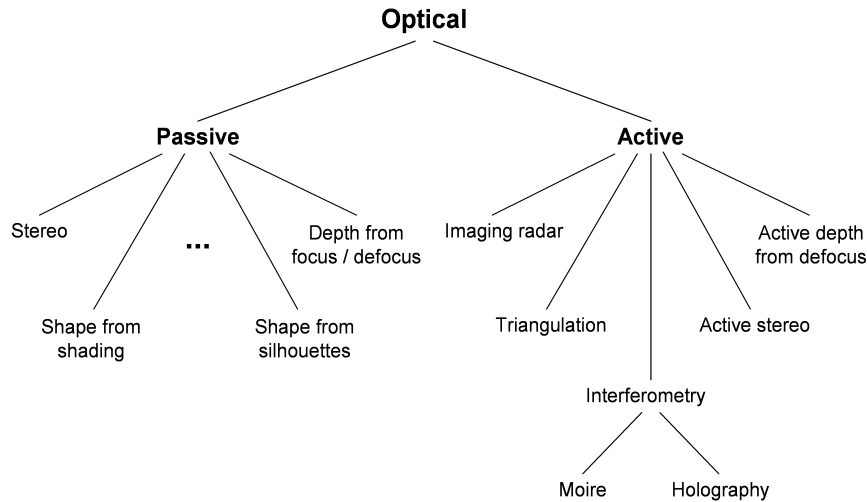 Optical
Passive
Active
Stereo
...
Depth from
focus / defocus
Imaging radar
Active depth
from defocus
Shape from
shading
Shape from
silhouettes
Triangulation
Active stereo
Interferometry
Moire
Holography